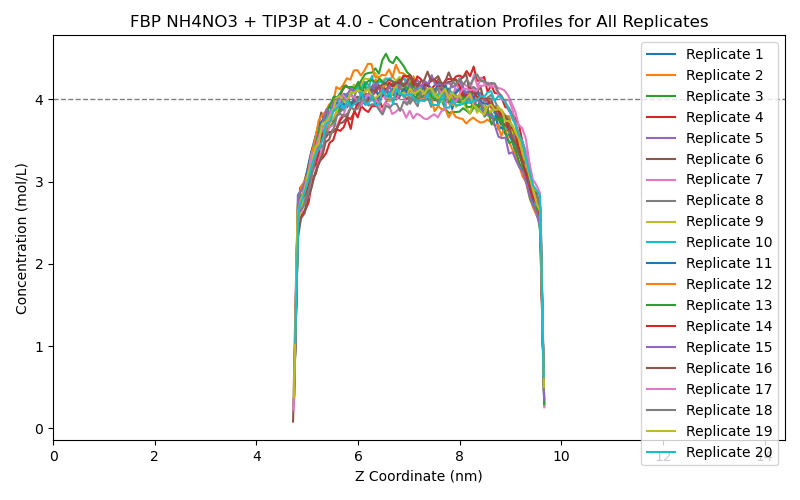 FBP NH4NO3 + TIP3P at 4.0 - Concentration Profiles for All Replicates
Concentration (mol/L)
4
3
2
1
0
0
2
4
6
8
10
12
14
Z Coordinate (nm)
Replicate 1
Replicate 2
Replicate 3
Replicate 4
Replicate 5
Replicate 6
Replicate 7
Replicate 8
Replicate 9
Replicate 10
Replicate 11
Replicate 12
Replicate 13
Replicate 14
Replicate 15
Replicate 16
Replicate 17
Replicate 18
Replicate 19
Replicate 20